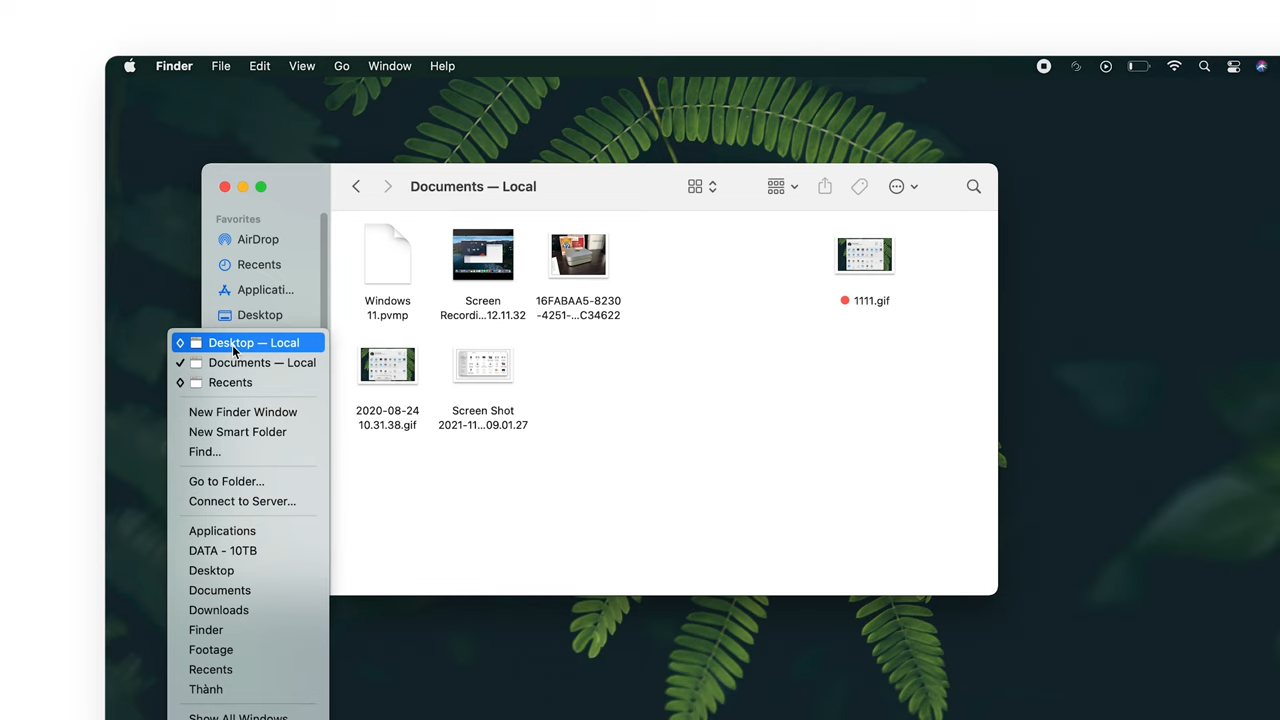 Finder File Edit View Go Window Help
Documents — Local
Favorites
AirDrop
Recents
Applicati...
Desktop
Windows
11.pvmp
Screen
Recordi...12.11.32
16FABAA5-8230
-4251-...C34622
1111.gif
2020-08-24
10.31.38.gif
Screen Shot
2021-11...09.01.27
Desktop — Local
Documents — Local
Recents
New Finder Window
New Smart Folder
Find...
Go to Folder...
Connect to Server...
Applications
DATA - 10TB
Desktop
Documents
Downloads
Finder
Footage
Recents
Thành
Show All Windows